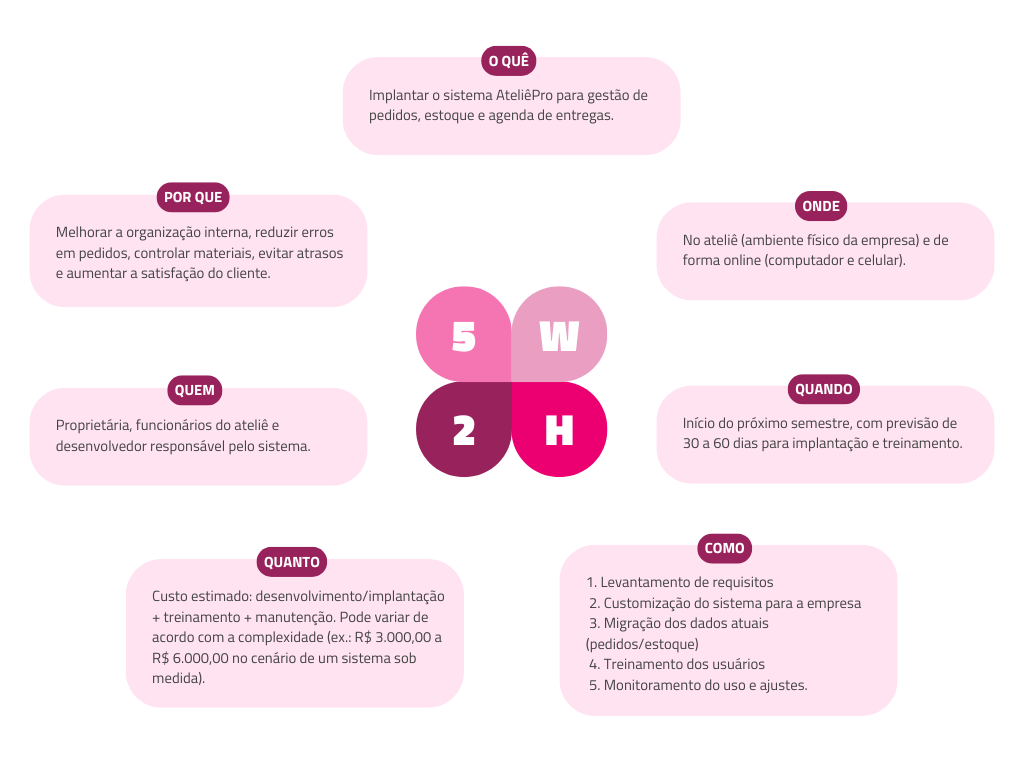 O QUÊ
Implantar o sistema AteliêPro para gestão de
pedidos, estoque e agenda de entregas.
POR QUE
Melhorar a organização interna, reduzir erros
em pedidos, controlar materiais, evitar atrasos
e aumentar a satisfação do cliente.
ONDE
No ateliê (ambiente físico da empresa) e de
forma online (computador e celular).
5 W
2 H
QUEM
Proprietária, funcionários do ateliê e
desenvolvedor responsável pelo sistema.
QUANDO
Início do próximo semestre, com previsão de
30 a 60 dias para implantação e treinamento.
QUANTO
Custo estimado: desenvolvimento/implantação
+ treinamento + manutenção. Pode variar de
acordo com a complexidade (ex.: R$ 3.000,00 a
R$ 6.000,00 no cenário de um sistema sob
medida).
COMO
1. Levantamento de requisitos
2. Customização do sistema para a empresa
3. Migração dos dados atuais
(pedidos/estoque)
4. Treinamento dos usuários
5. Monitoramento do uso e ajustes.